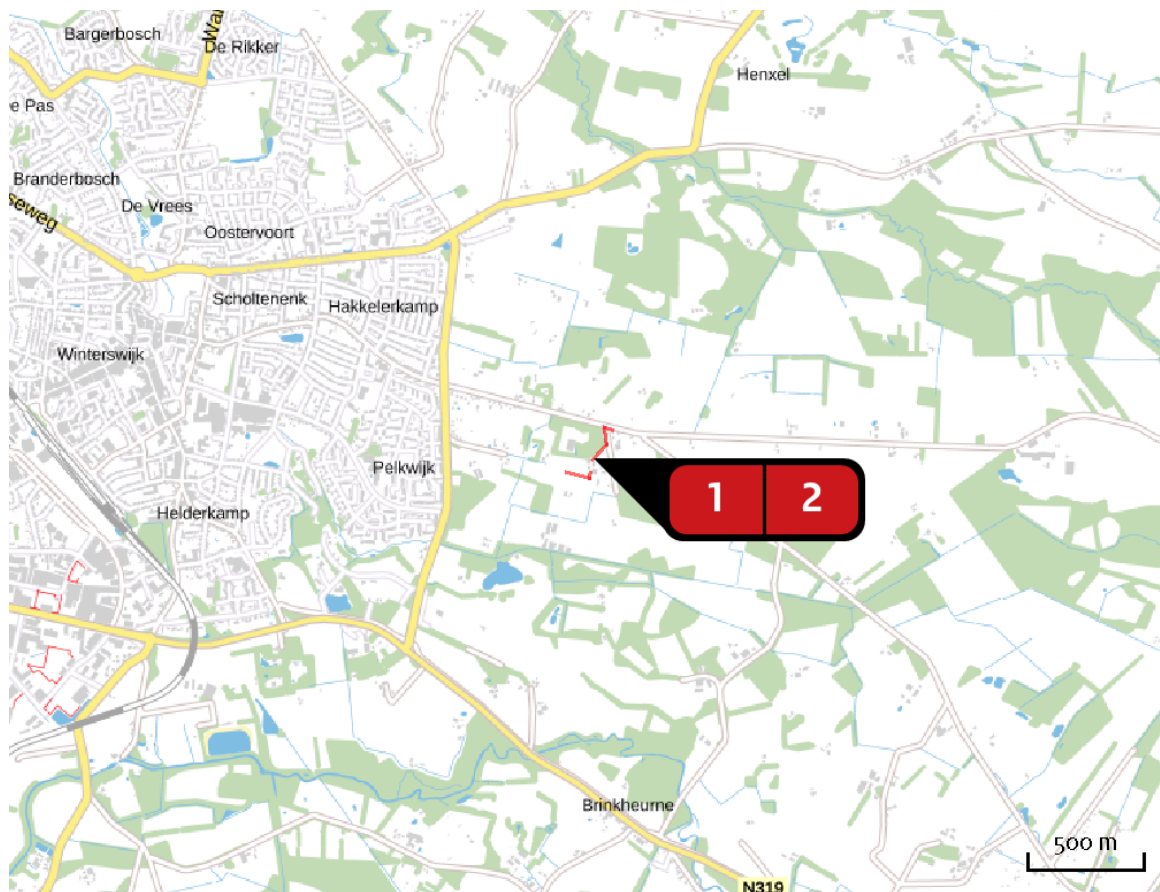 Bargerbosch
Wa
De Rikker
Henxel
e Pas
Branderbosch
De Vrees
seweg
Oostervoort
Scholtenenk
Hakkelerkamp
Winterswijk
Pelkwijk
1 2
Helderkamp
Brinkheurne
500 m
N319